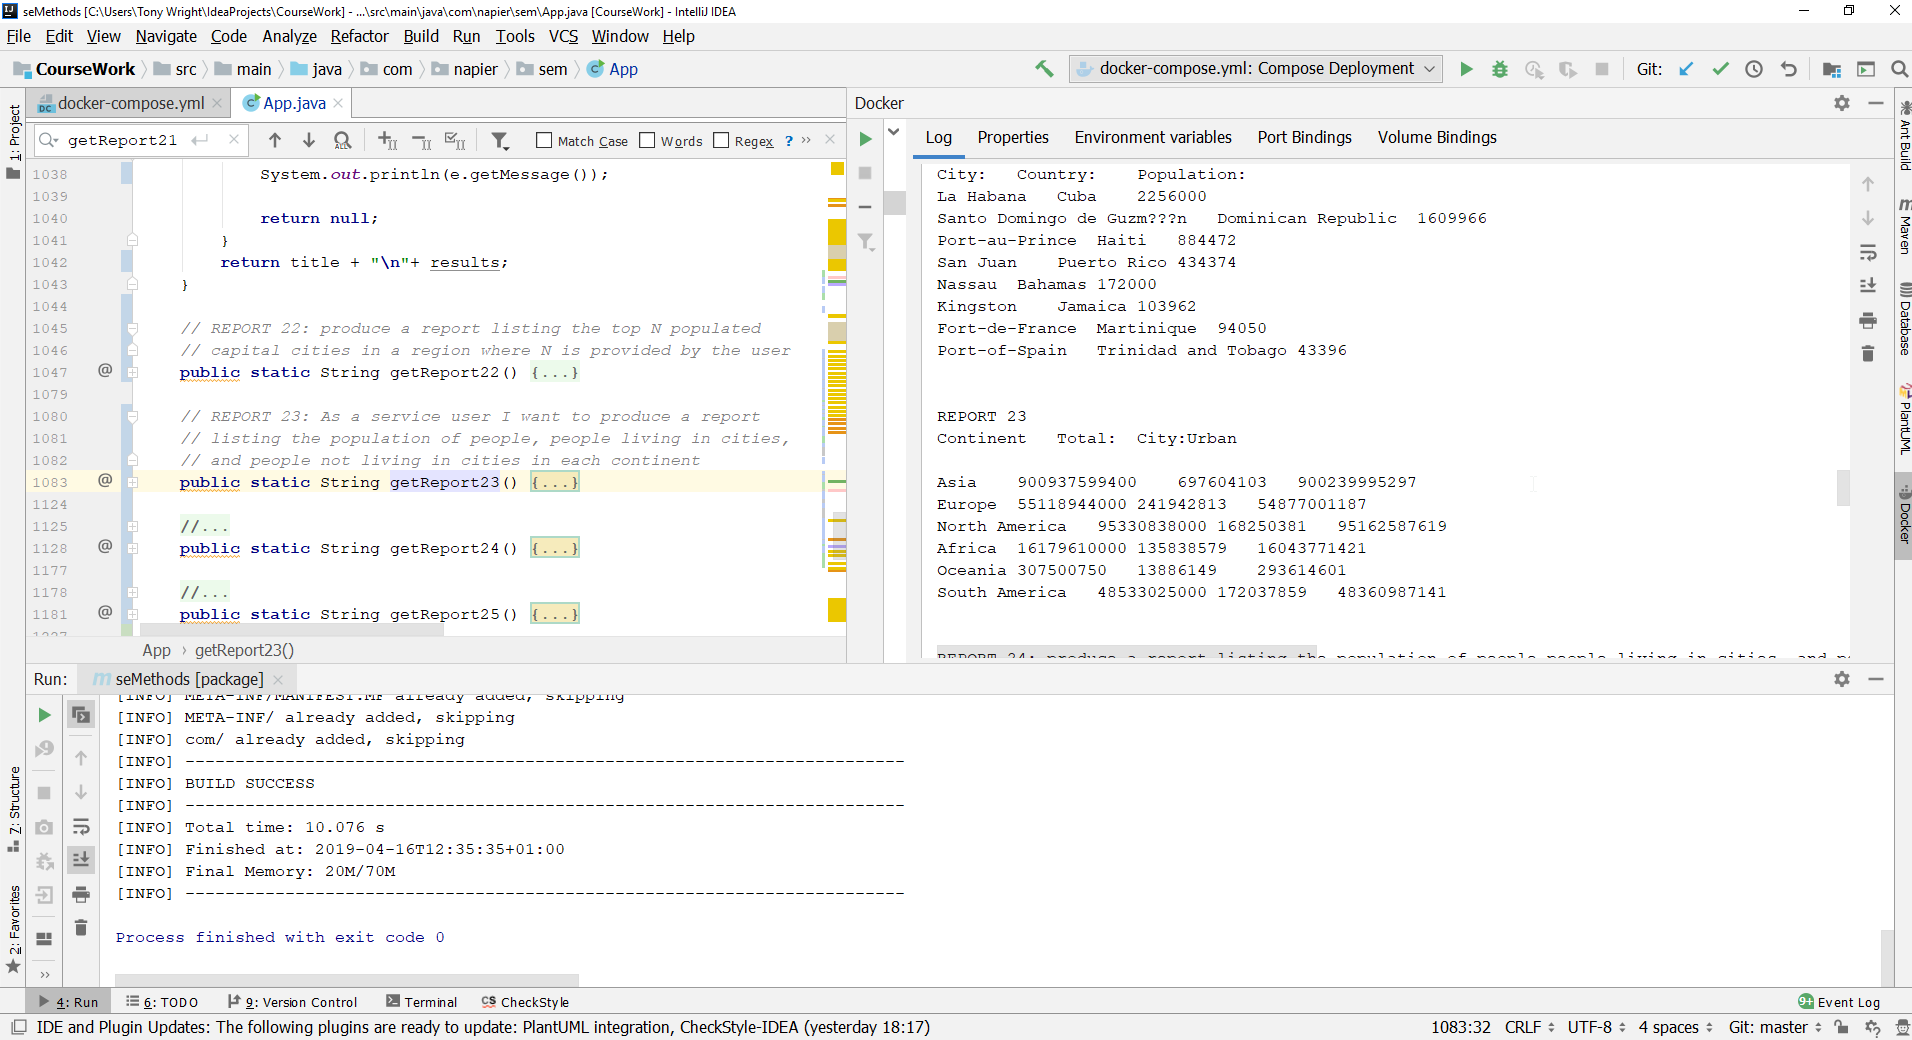 seMethods [C:\Users\Tony Wright\IdeaProjects\CourseWork] - ...\src\main\java\com\napier\sem\App.java [CourseWork] - IntelliJ IDEA
File Edit View Navigate Code Analyze Refactor Build Run Tools VCS Window Help
CourseWork src main java com napier sem App
docker-compose.yml: Compose Deployment
Git:
docker-compose.yml
App.java
getReport21
Match Case
Words
Regex
?
1038 System.out.println(e.getMessage());
1039
1040 return null;
1041 }
1042 return title + "\n"+ results;
1043 }
1044
1045 // REPORT 22: produce a report listing the top N populated
1046 // capital cities in a region where N is provided by the user
1047 @ public static String getReport22() {...}
1079
1080 // REPORT 23: As a service user I want to produce a report
1081 // listing the population of people, people living in cities,
1082 // and people not living in cities in each continent
1083 @ public static String getReport23() {...}
1124
1125 //...
1128 @ public static String getReport24() {...}
1177
1178 //...
1181 @ public static String getReport25() {...}
1227
App › getReport23()
Docker
Log Properties Environment variables Port Bindings Volume Bindings
City: Country: Population:
La Habana Cuba 2256000
Santo Domingo de Guzm???n Dominican Republic 1609966
Port-au-Prince Haiti 884472
San Juan Puerto Rico 434374
Nassau Bahamas 172000
Kingston Jamaica 103962
Fort-de-France Martinique 94050
Port-of-Spain Trinidad and Tobago 43396
REPORT 23
Continent Total: City:Urban
Asia 900937599400 697604103 900239995297
Europe 55118944000 241942813 54877001187
North America 95330838000 168250381 95162587619
Africa 16179610000 135838579 16043771421
Oceania 307500750 13886149 293614601
South America 48533025000 172037859 48360987141
REPORT 24: produce a report listing the population of people people living in cities, and
1: Project
7: Structure
2: Favorites
Ant Build
Maven
Database
PlantUML
Docker
Run: seMethods [package]
[INFO] META-INF/MANIFEST.MF already added, skipping
[INFO] META-INF/ already added, skipping
[INFO] com/ already added, skipping
[INFO] ------------------------------------------------------------------------
[INFO] BUILD SUCCESS
[INFO] ------------------------------------------------------------------------
[INFO] Total time: 10.076 s
[INFO] Finished at: 2019-04-16T12:35:35+01:00
[INFO] Final Memory: 20M/70M
[INFO] ------------------------------------------------------------------------
Process finished with exit code 0
4: Run 6: TODO 9: Version Control Terminal CheckStyle
9+ Event Log
IDE and Plugin Updates: The following plugins are ready to update: PlantUML integration, CheckStyle-IDEA (yesterday 18:17)
1083:32 CRLF UTF-8 4 spaces Git: master